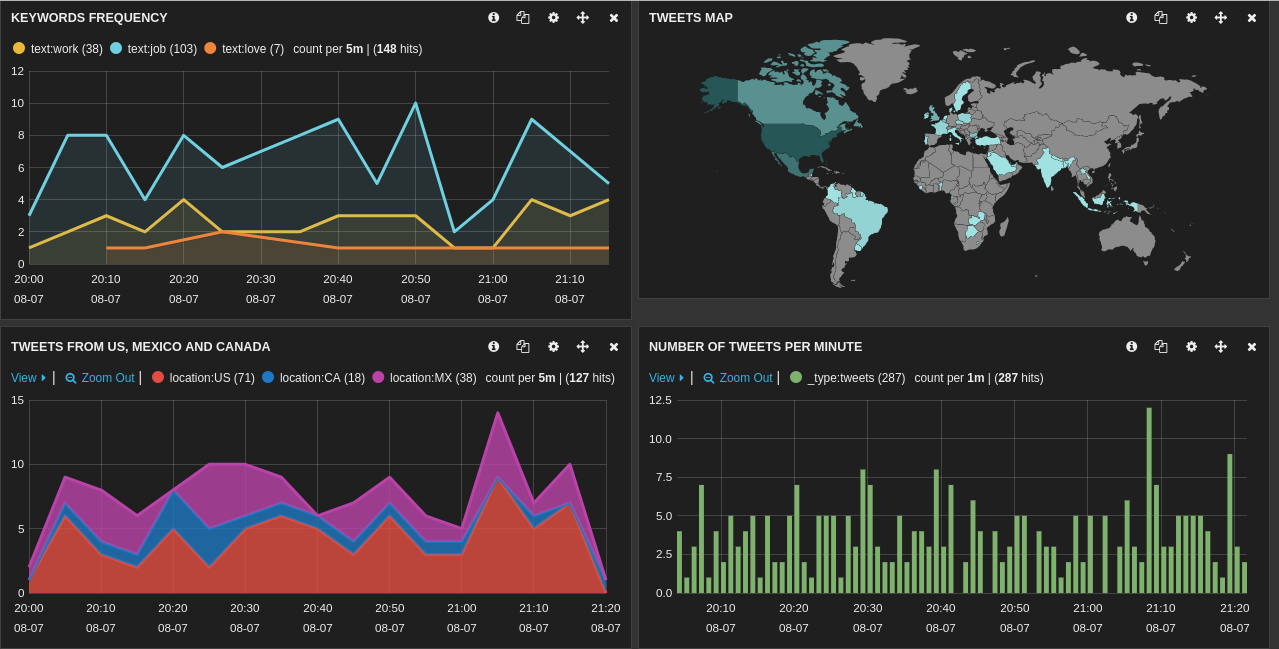 KEYWORDS FREQUENCY
text:work (38) text:job (103) text:love (7) count per 5m | (148 hits)
12
10
8
6
4
2
0
20:00 20:10 20:20 20:30 20:40 20:50 21:00 21:10
08-07 08-07 08-07 08-07 08-07 08-07 08-07 08-07
TWEETS MAP
TWEETS FROM US, MEXICO AND CANADA
View | Zoom Out | location:US (71) location:CA (18) location:MX (38) count per 5m | (127 hits)
15
10
5
0
20:00 20:10 20:20 20:30 20:40 20:50 21:00 21:10 21:20
08-07 08-07 08-07 08-07 08-07 08-07 08-07 08-07 08-07
NUMBER OF TWEETS PER MINUTE
View | Zoom Out | _type:tweets (287) count per 1m | (287 hits)
12.5
10.0
7.5
5.0
2.5
0.0
20:10 20:20 20:30 20:40 20:50 21:00 21:10 21:20
08-07 08-07 08-07 08-07 08-07 08-07 08-07 08-07